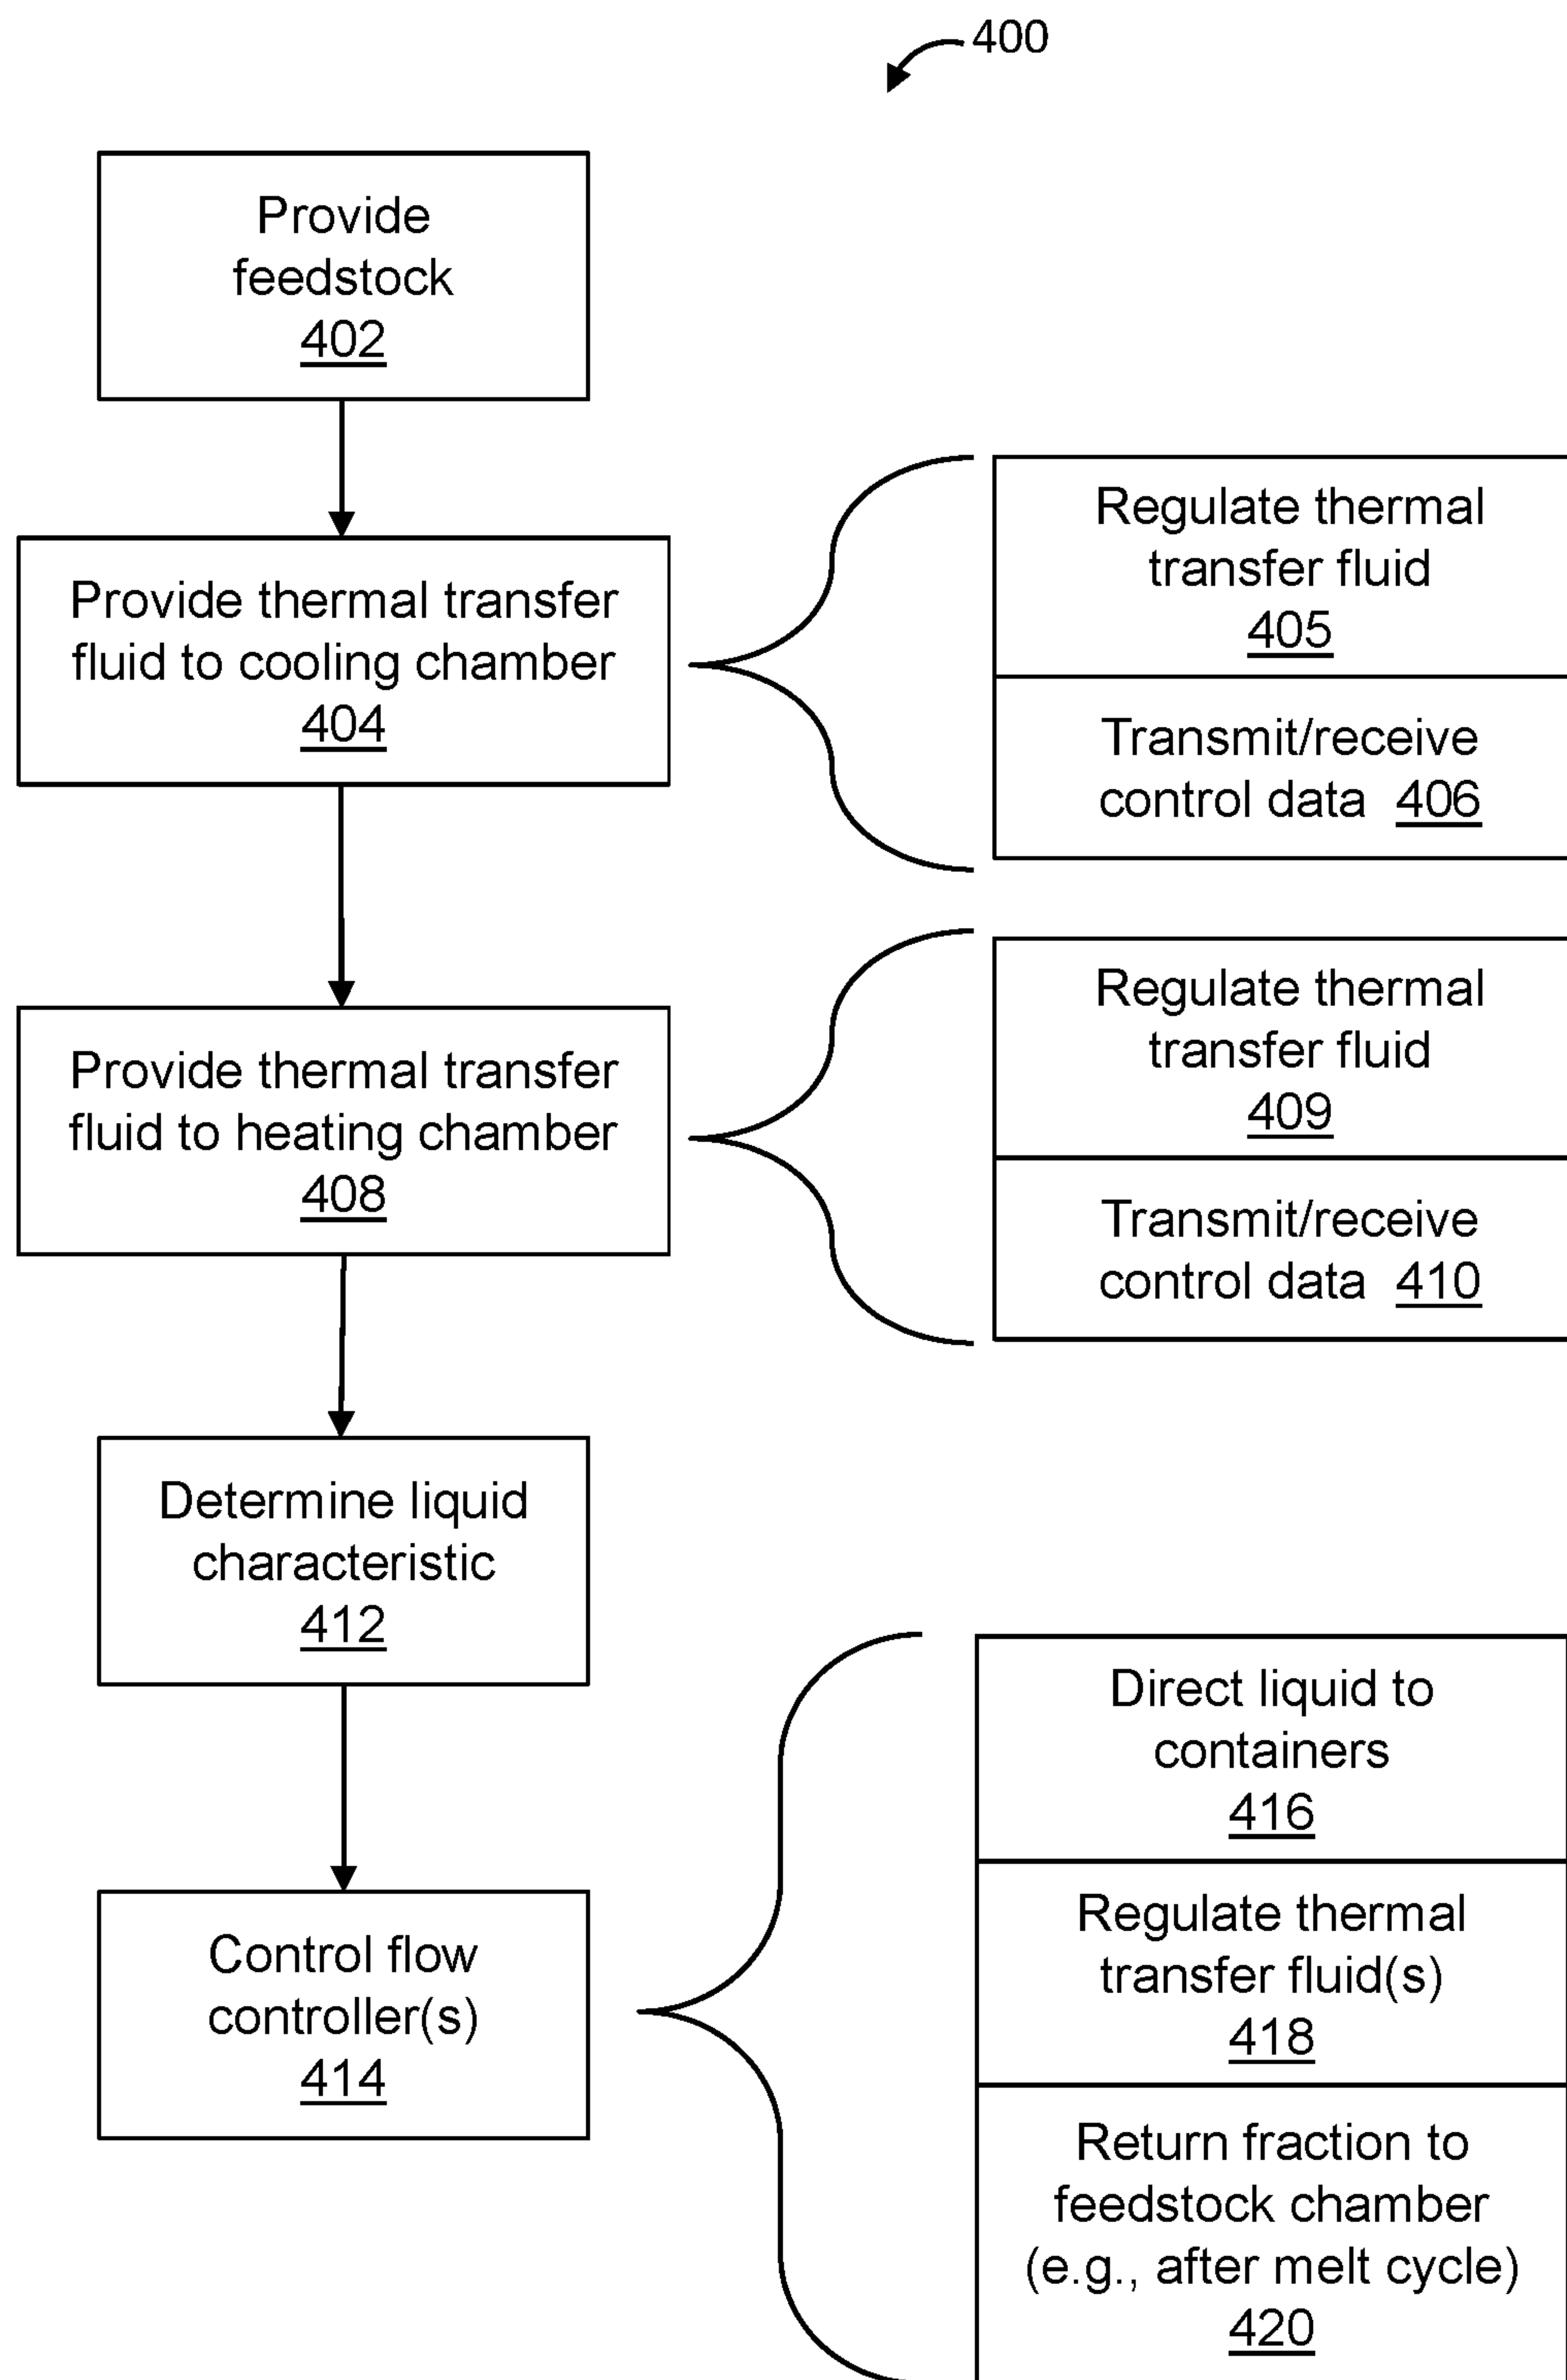 400
Provide
feedstock
402
Provide thermal transfer
fluid to cooling chamber
404
Regulate thermal
transfer fluid
405
Transmit/receive
control data 406
Provide thermal transfer
fluid to heating chamber
408
Regulate thermal
transfer fluid
409
Transmit/receive
control data 410
Determine liquid
characteristic
412
Control flow
controller(s)
414
Direct liquid to
containers
416
Regulate thermal
transfer fluid(s)
418
Return fraction to
feedstock chamber
(e.g., after melt cycle)
420